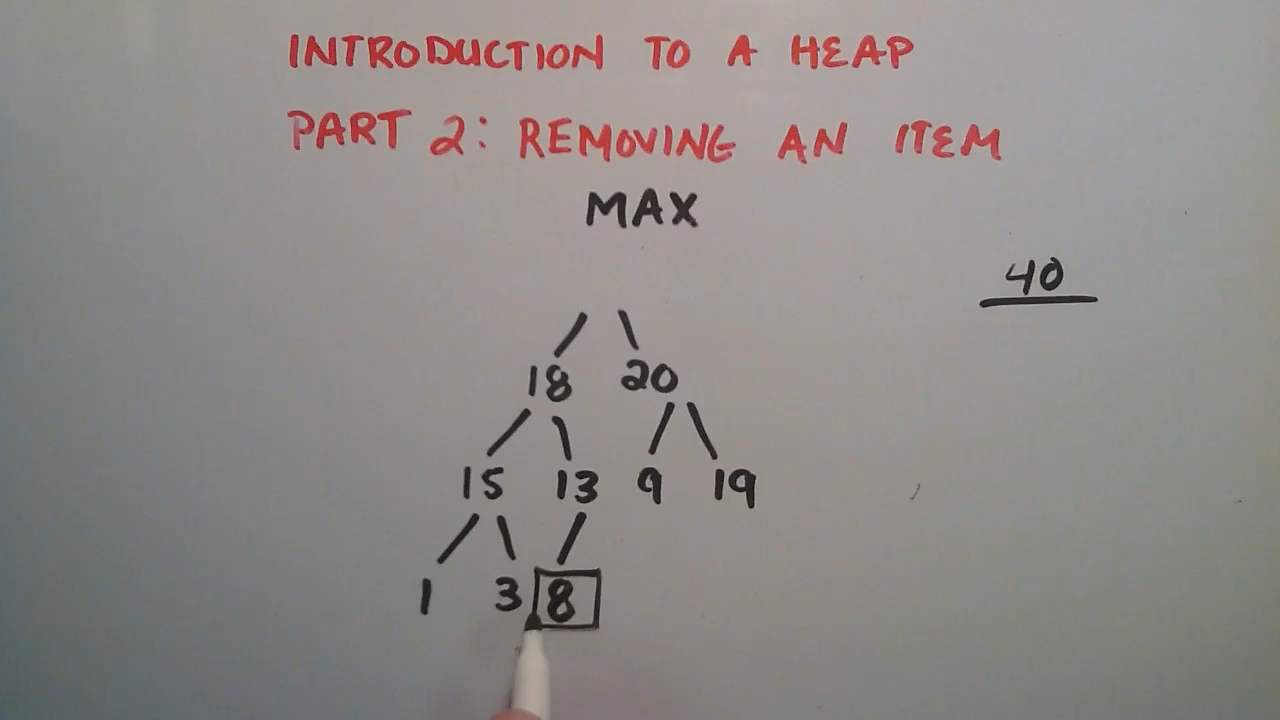 INTRODUCTION TO A HEAP
PART 2: REMOVING AN ITEM
MAX
40
18 20
15 13 9 19
1 3 8